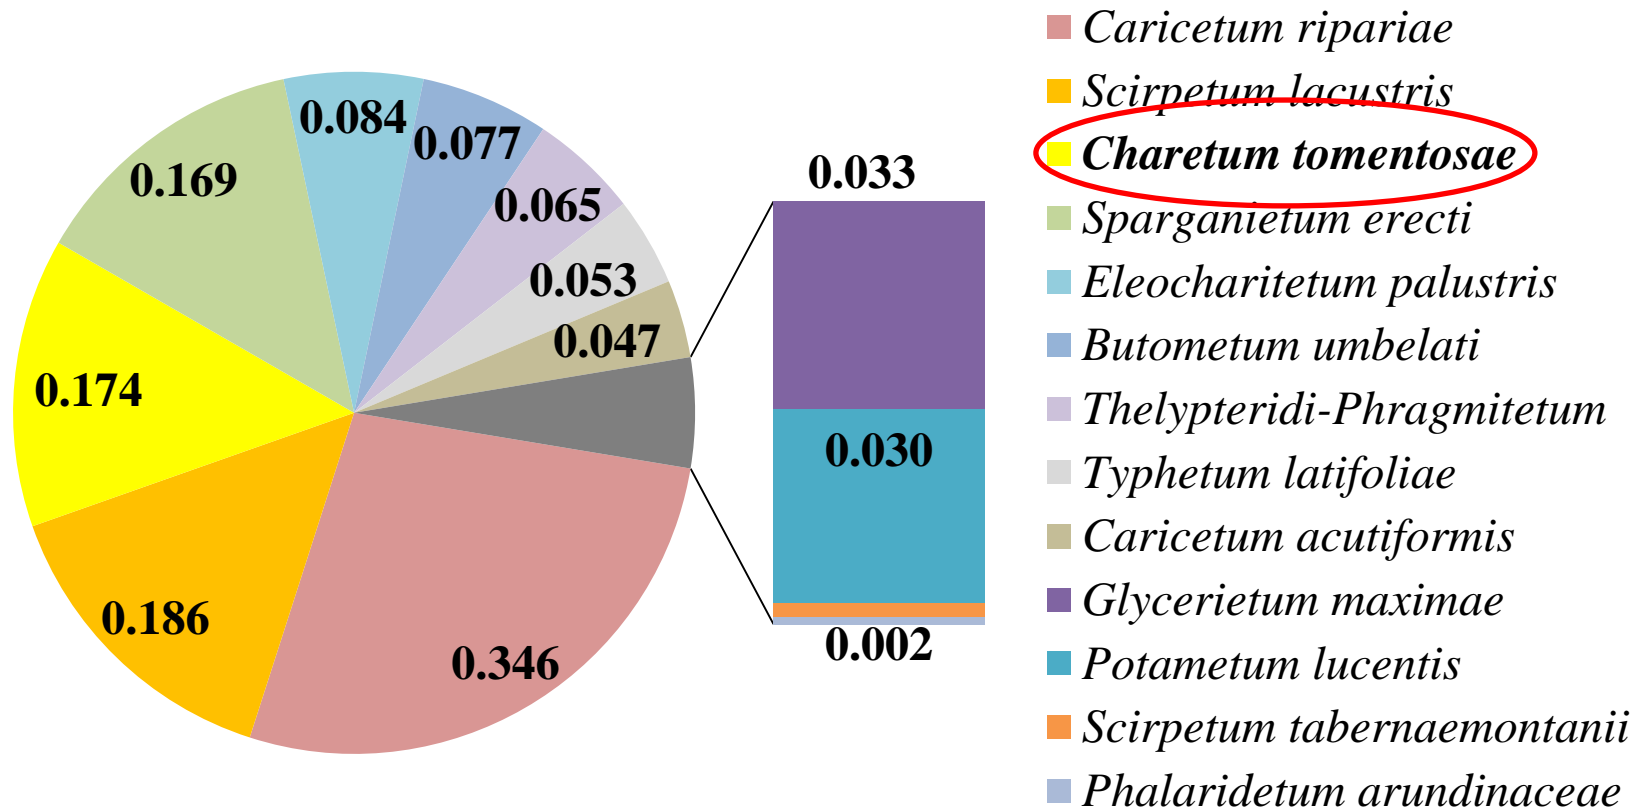 0.084
0.077
0.169
0.065
0.053
0.047
0.174
0.186
0.346
0.033
0.030
0.002
Caricetum ripariae
Scirpetum lacustris
Charetum tomentosae
Sparganietum erecti
Eleocharitetum palustris
Butometum umbelati
Thelypteridi-Phragmitetum
Typhetum latifoliae
Caricetum acutiformis
Glycerietum maximae
Potametum lucentis
Scirpetum tabernaemontanii
Phalaridetum arundinaceae